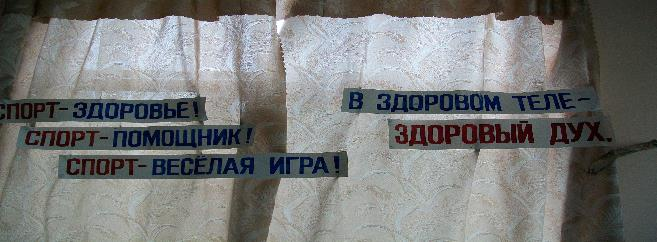 СПОРТ-ЗДОРОВЬЕ!
СПОРТ-ПОМОЩНИК!
СПОРТ-ВЕСЁЛАЯ ИГРА!
В ЗДОРОВОМ ТЕЛЕ-
ЗДОРОВЫЙ ДУХ.